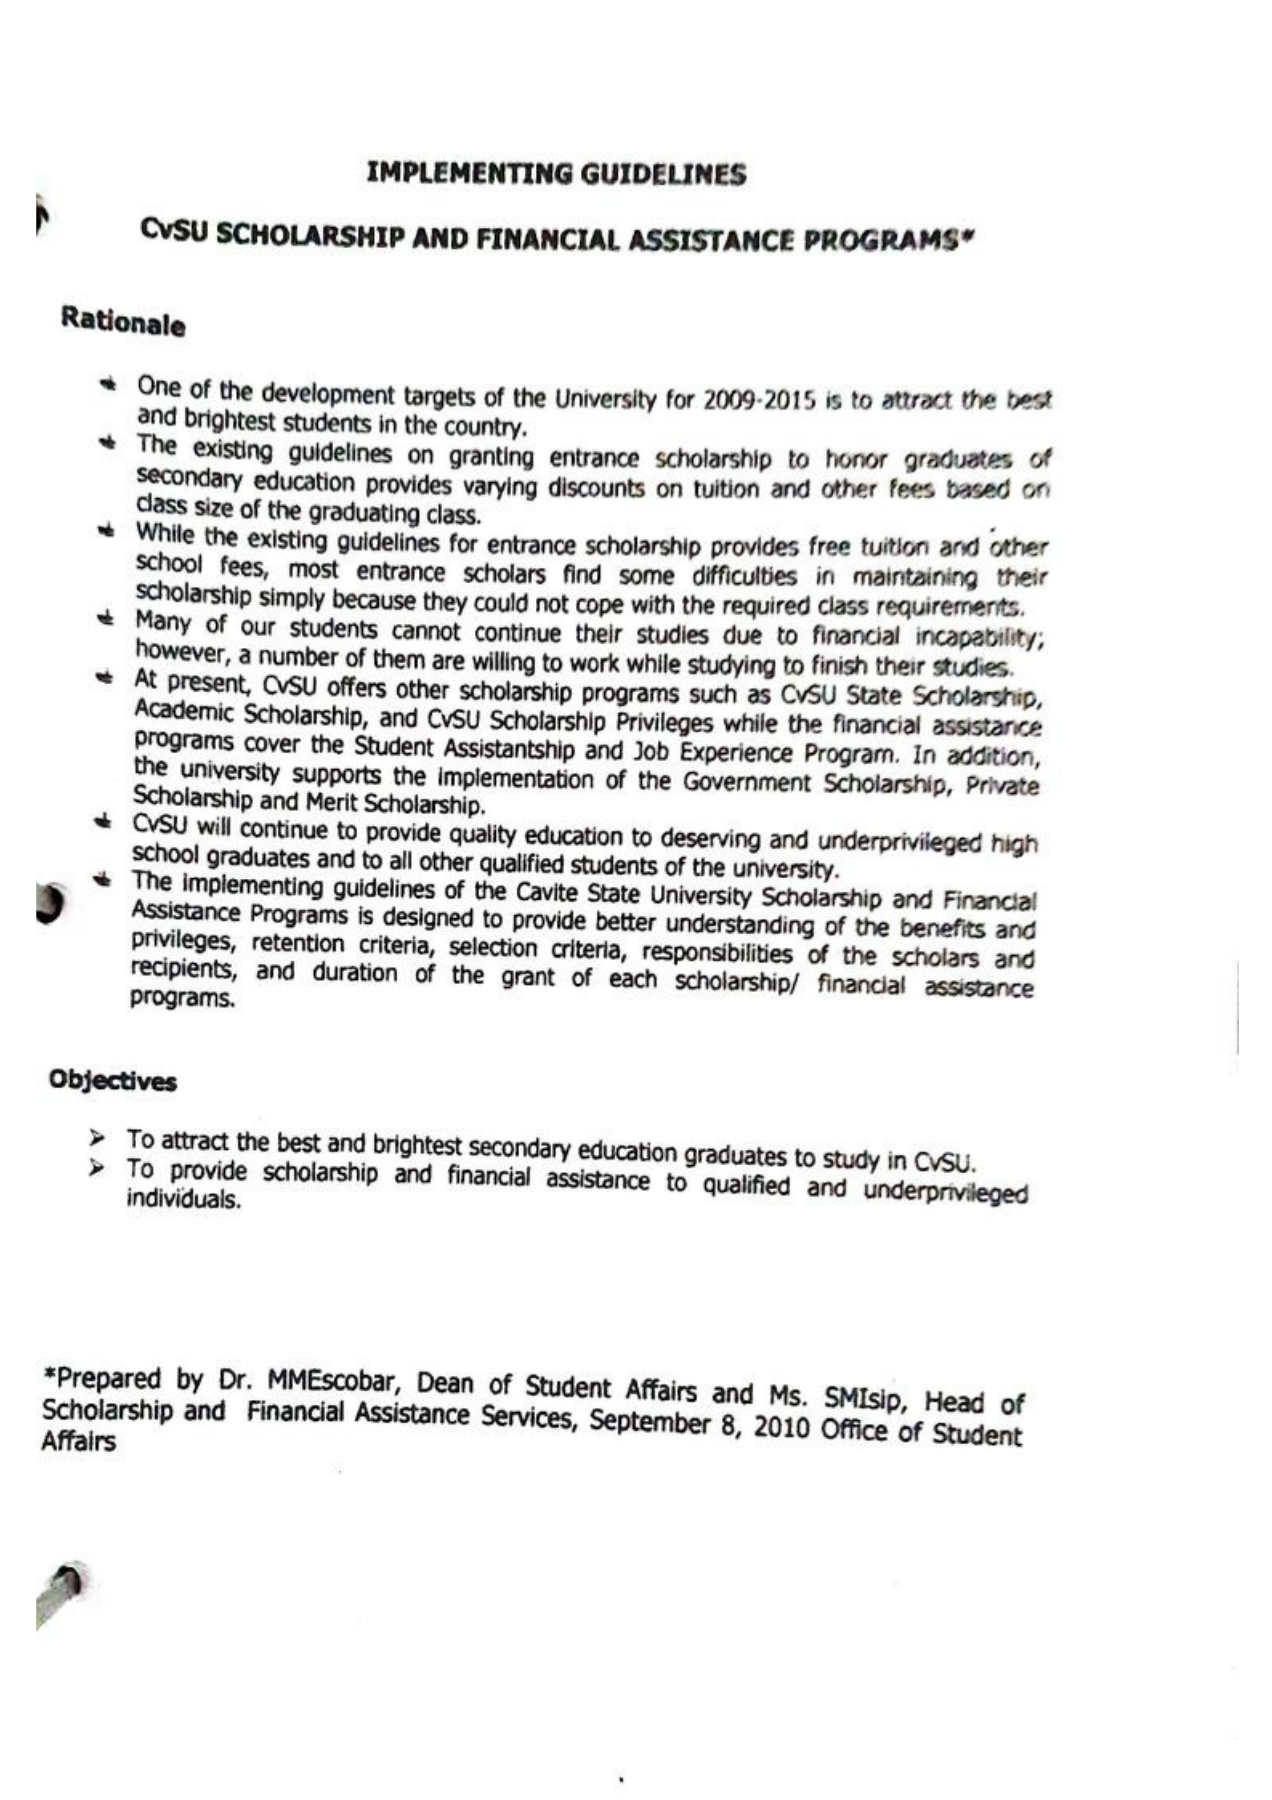 IMPLEMENTING GUIDELINES
CvSU SCHOLARSHIP AND FINANCIAL ASSISTANCE PROGRAMS*
Rationale
One of the development targets of the University for 2009-2015 is to attract the best
and brightest students in the country.
The existing guidelines on granting entrance scholarship to honor graduates of
secondary education provides varying discounts on tuition and other fees based on
class size of the graduating class.
While the existing guidelines for entrance scholarship provides free tuition and other
school fees, most entrance scholars find some difficulties in maintaining their
scholarship simply because they could not cope with the required class requirements.
Many of our students cannot continue their studies due to financial incapability;
however, a number of them are willing to work while studying to finish their studies.
At present, CvSU offers other scholarship programs such as CvSU State Scholarship,
Academic Scholarship, and CvSU Scholarship Privileges while the financial assistance
programs cover the Student Assistantship and Job Experience Program. In addition,
the university supports the implementation of the Government Scholarship, Private
Scholarship and Merit Scholarship.
CvSU will continue to provide quality education to deserving and underprivileged high
school graduates and to all other qualified students of the university.
The implementing guidelines of the Cavite State University Scholarship and Financial
Assistance Programs is designed to provide better understanding of the benefits and
privileges, retention criteria, selection criteria, responsibilities of the scholars and
recipients, and duration of the grant of each scholarship/ financial assistance
programs.
Objectives
➢ To attract the best and brightest secondary education graduates to study in CvSU.
➢ To provide scholarship and financial assistance to qualified and underprivileged
individuals.
*Prepared by Dr. MMEscobar, Dean of Student Affairs and Ms. SMIsip, Head of
Scholarship and Financial Assistance Services, September 8, 2010 Office of Student
Affairs